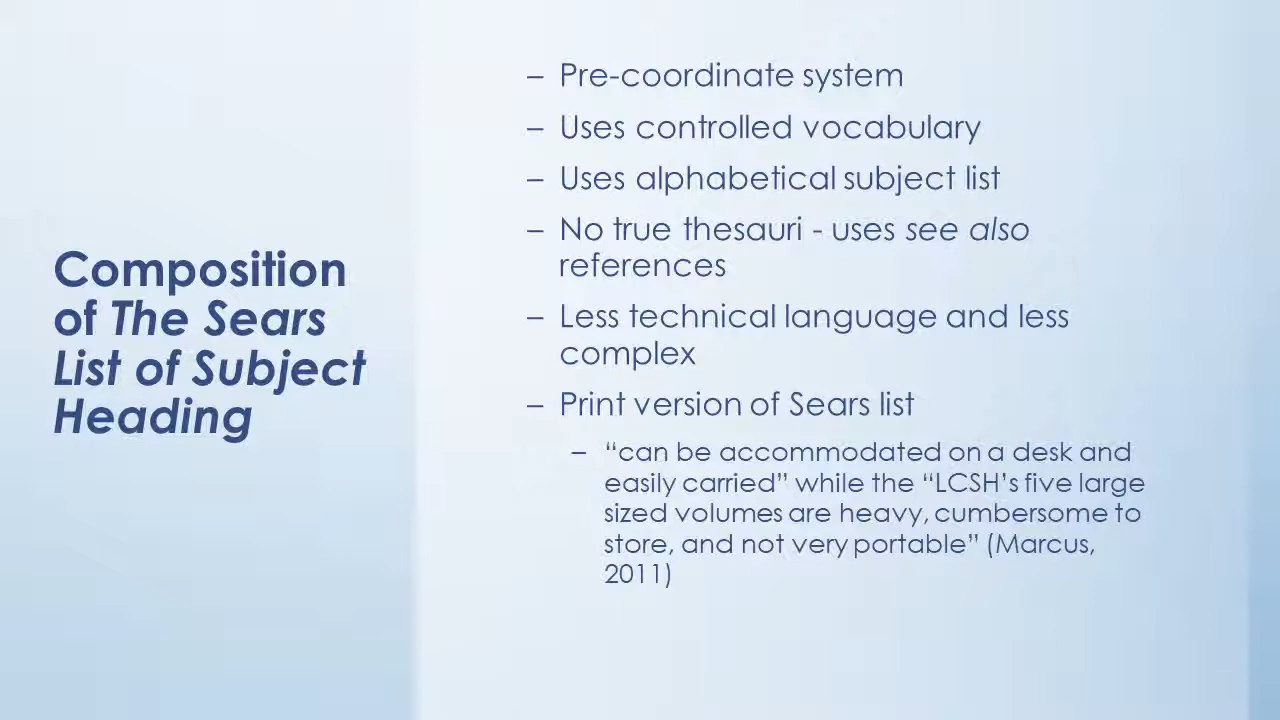 Composition
of The Sears
List of Subject
Heading
– Pre-coordinate system
– Uses controlled vocabulary
– Uses alphabetical subject list
– No true thesauri - uses see also
references
– Less technical language and less
complex
– Print version of Sears list
– “can be accommodated on a desk and
easily carried” while the “LCSH’s five large
sized volumes are heavy, cumbersome to
store, and not very portable” (Marcus,
2011)